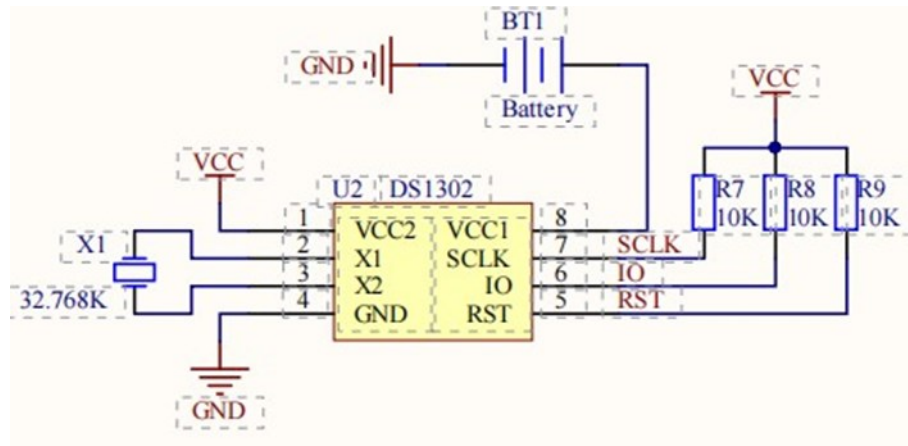 BT1
GND
Battery
VCC
VCC
U2 DS1302
R7 R8 R9
10K 10K 10K
1 VCC2 VCC1 8
X1
2 X1 SCLK 7 SCLK
3 X2 IO 6 IO
32.768K
4 GND RST 5 RST
GND